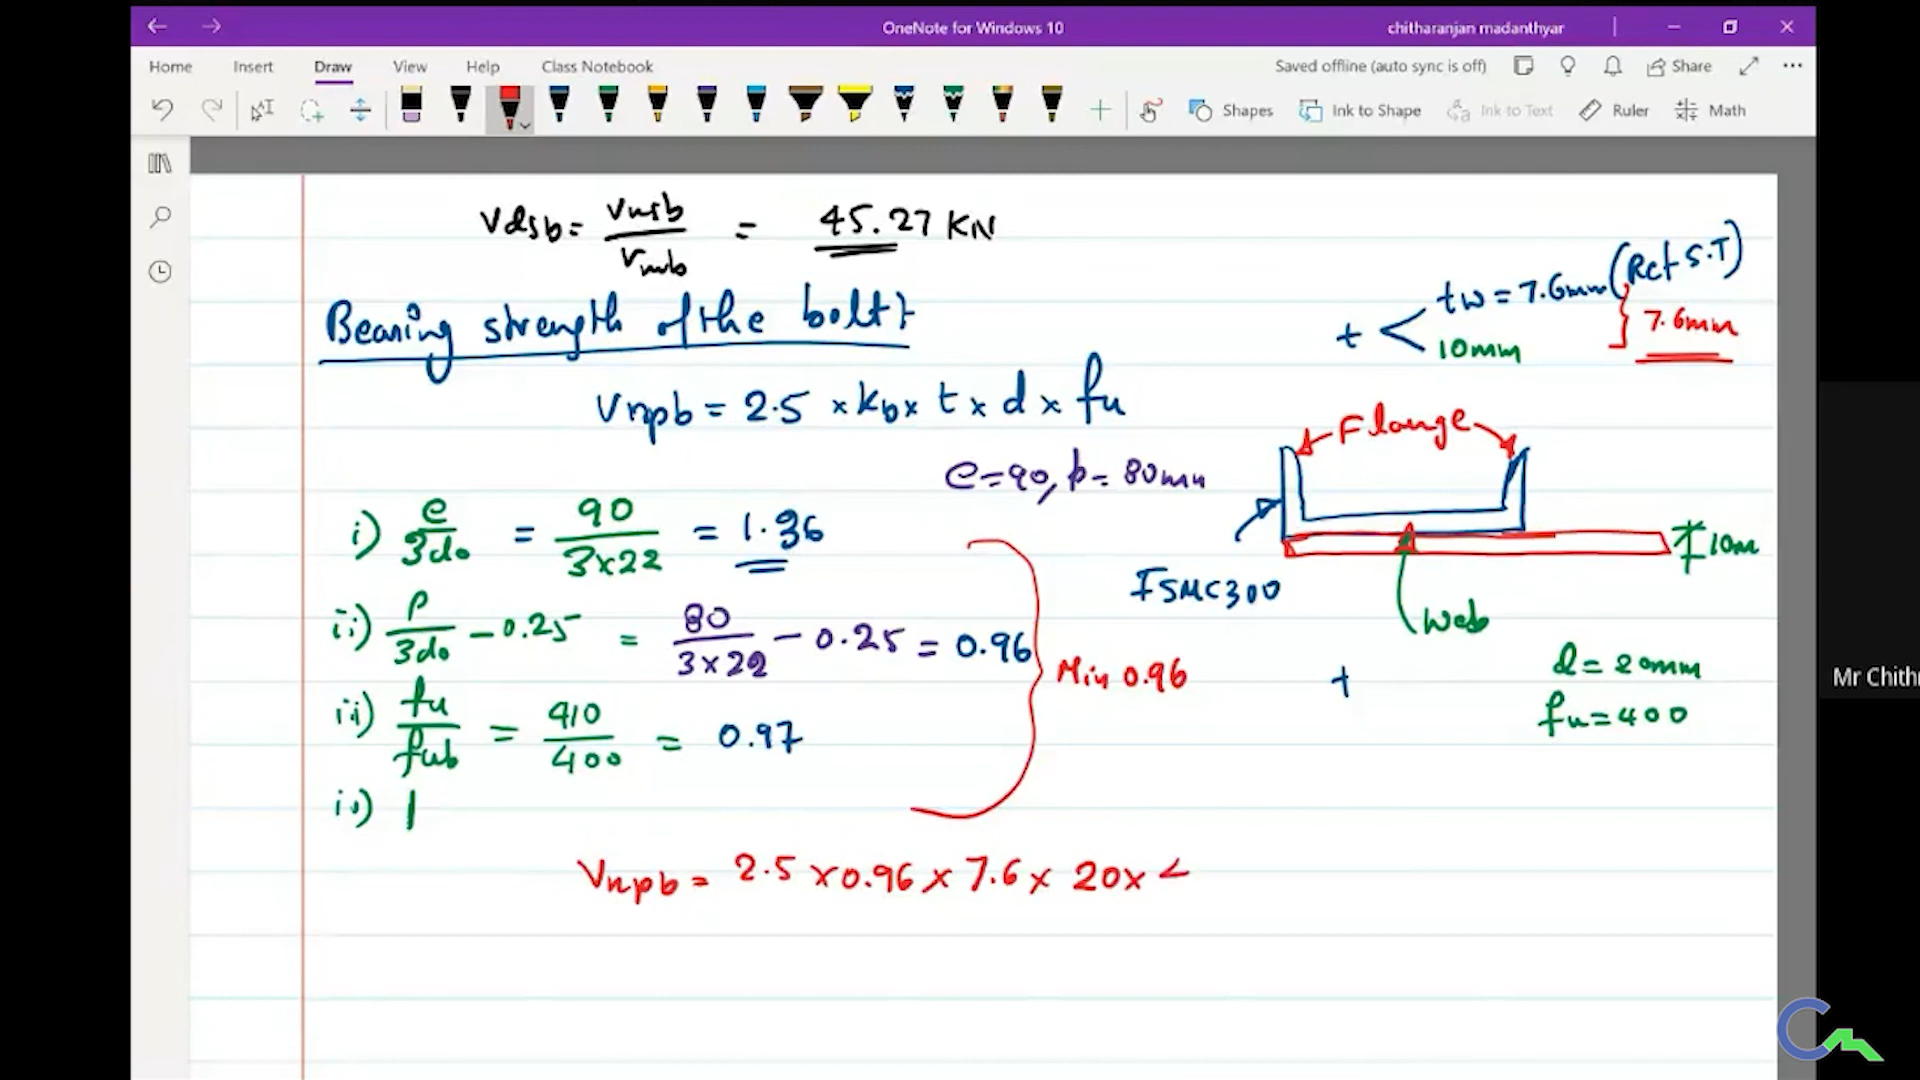 OneNote for Windows 10
chitharanjan madanthyar
Home Insert Draw View Help Class Notebook
Saved offline (auto sync is off) Share
Shapes Ink to Shape Ink to Text Ruler Math
Vdsb = Vnsb / γmb = 45.27 KN
Bearing strength of the bolt:
Vnpb = 2.5 × kb × t × d × fu
e = 90, p = 80mm
i) e / 3do = 90 / 3×22 = 1.36
ii) P / 3do - 0.25 = 80 / 3×22 - 0.25 = 0.96
iii) fu / fub = 410 / 400 = 0.97
iv) 1
Min 0.96
Vnpb = 2.5 × 0.96 × 7.6 × 20 ×
t < tw = 7.6mm (Ref S.T)
10mm
} 7.6mm
Flange
10m
ISMC300
Web
t
d = 20mm
fu = 400
Mr Chith